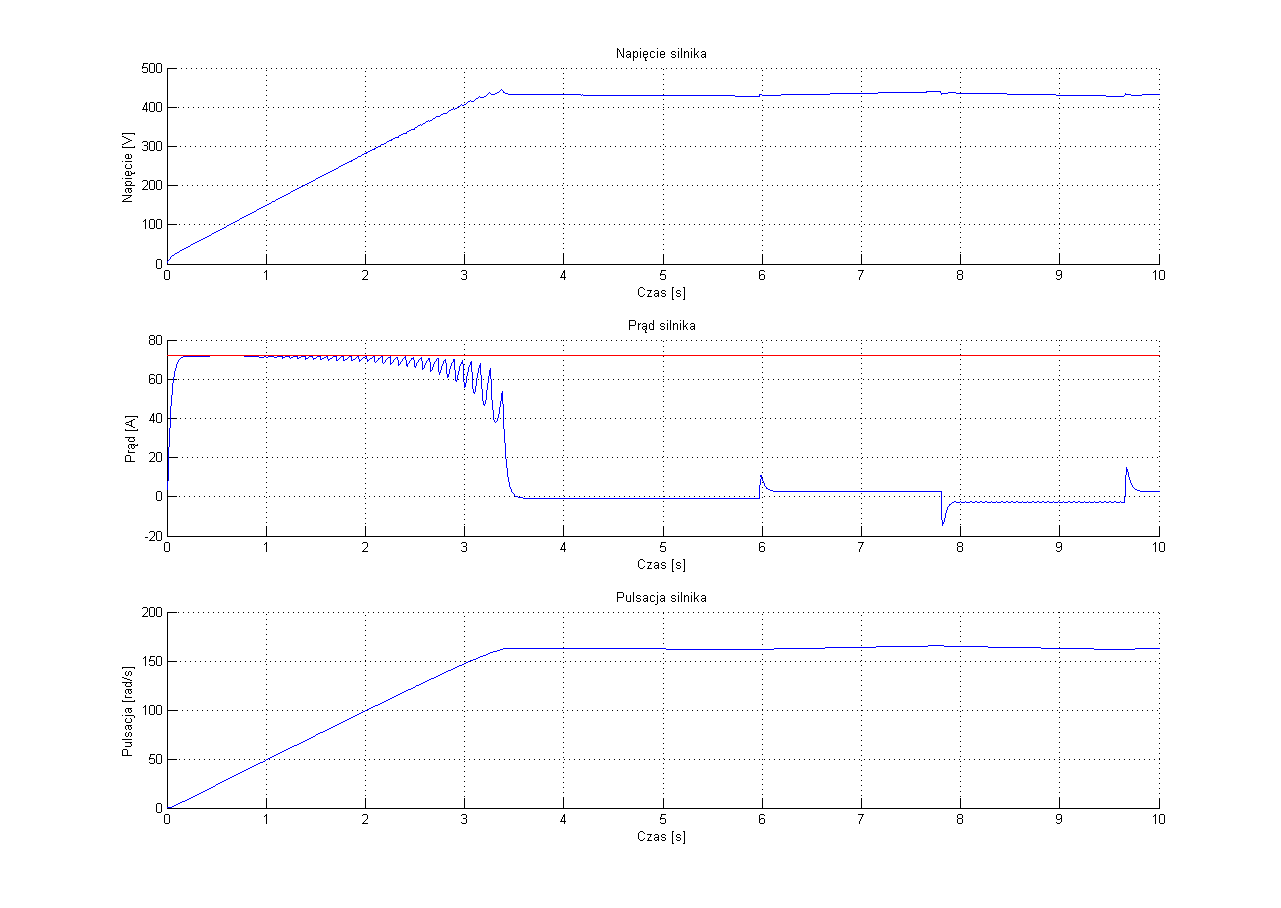 Napięcie silnika
500
400
300
200
100
0
Napięcie [V]
0 1 2 3 4 5 6 7 8 9 10
Czas [s]
Prąd silnika
80
60
40
20
0
-20
Prąd [A]
0 1 2 3 4 5 6 7 8 9 10
Czas [s]
Pulsacja silnika
200
150
100
50
0
Pulsacja [rad/s]
0 1 2 3 4 5 6 7 8 9 10
Czas [s]